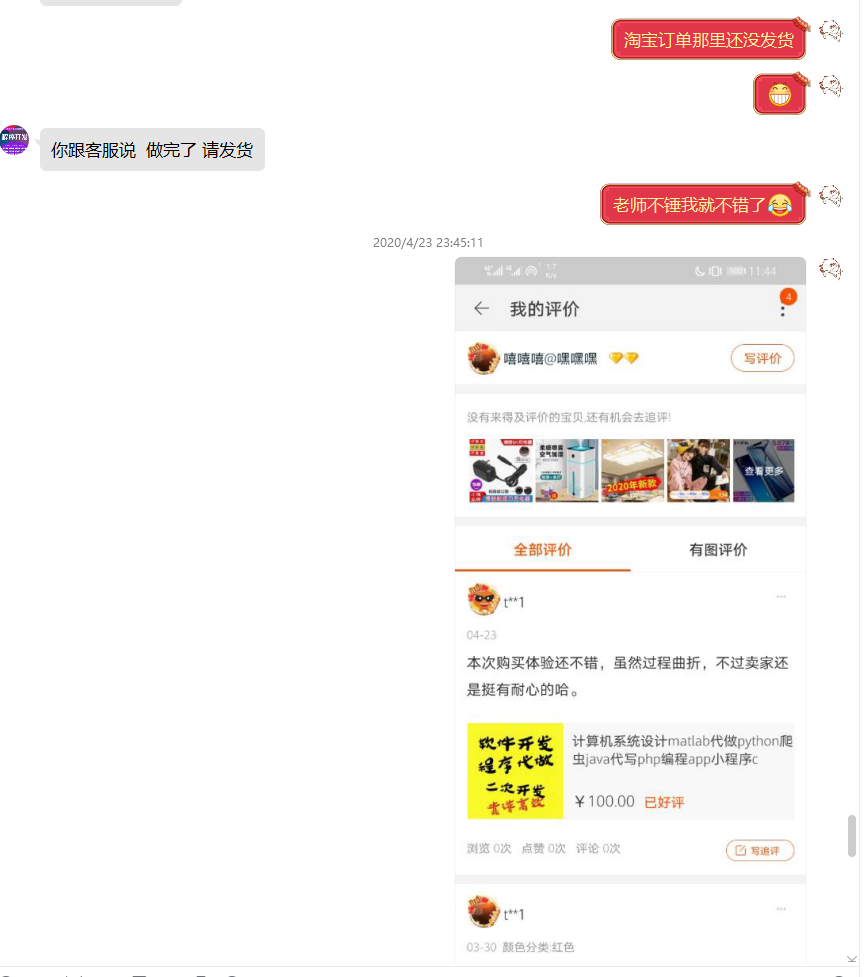 淘宝订单那里还没发货
你跟客服说 做完了 请发货
老师不锤我就不错了
2020/4/23 23:45:11
1.7
K/s
11:44
我的评价
4
嘻嘻嘻@嘿嘿嘿
写评价
没有来得及评价的宝贝,还有机会去追评!
柔细喷雾
空气加湿
2020年新款
查看更多
全部评价
有图评价
t**1
04-23
本次购买体验还不错，虽然过程曲折，不过卖家还
是挺有耐心的哈。
软件开发
程序代做
二次开发
计算机系统设计matlab代做python爬
虫java代写php编程app小程序c
￥100.00 已好评
浏览 0次 点赞 0次 评论 0次
写追评
t**1
03-30 颜色分类:红色